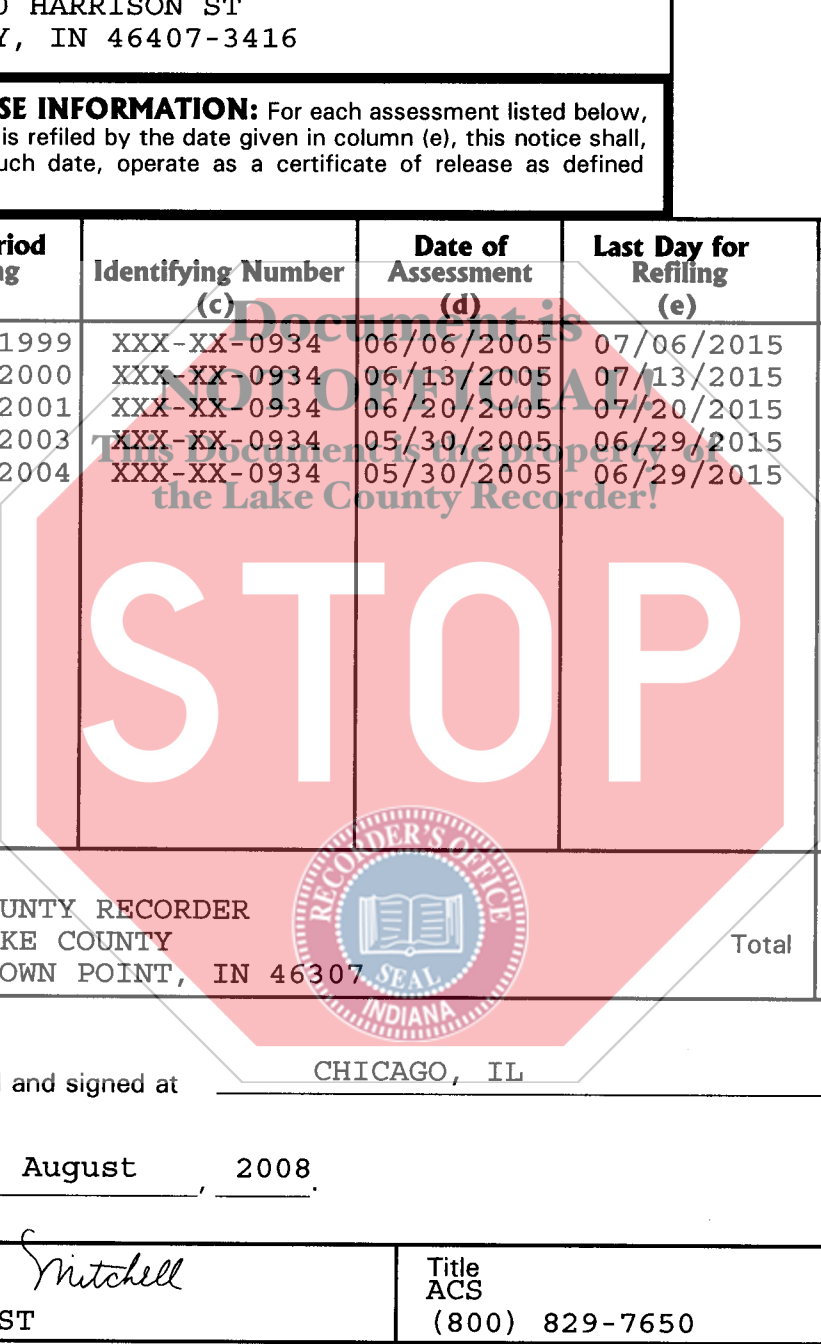 HARRISON ST
Y, IN 46407-3416
SE INFORMATION: For each assessment listed below,
is refiled by the date given in column (e), this notice shall,
uch date, operate as a certificate of release as defined
riod
ng
Identifying Number
(c)
Date of
Assessment
(d)
Last Day for
Refiling
(e)
1999 XXX-XX-0934 06/06/2005 07/06/2015
2000 XXX-XX-0934 06/13/2005 07/13/2015
2001 XXX-XX-0934 06/20/2005 07/20/2015
2003 XXX-XX-0934 05/30/2005 06/29/2015
2004 XXX-XX-0934 05/30/2005 06/29/2015
Document is
NOT OFFICIAL!
This Document is the property of
the Lake County Recorder!
STOP
RECORDER'S OFFICE
SEAL
INDIANA
UNTY RECORDER
KE COUNTY
OWN POINT, IN 46307
Total
and signed at CHICAGO, IL
August , 2008.
Mitchell
ST
Title
ACS
(800) 829-7650